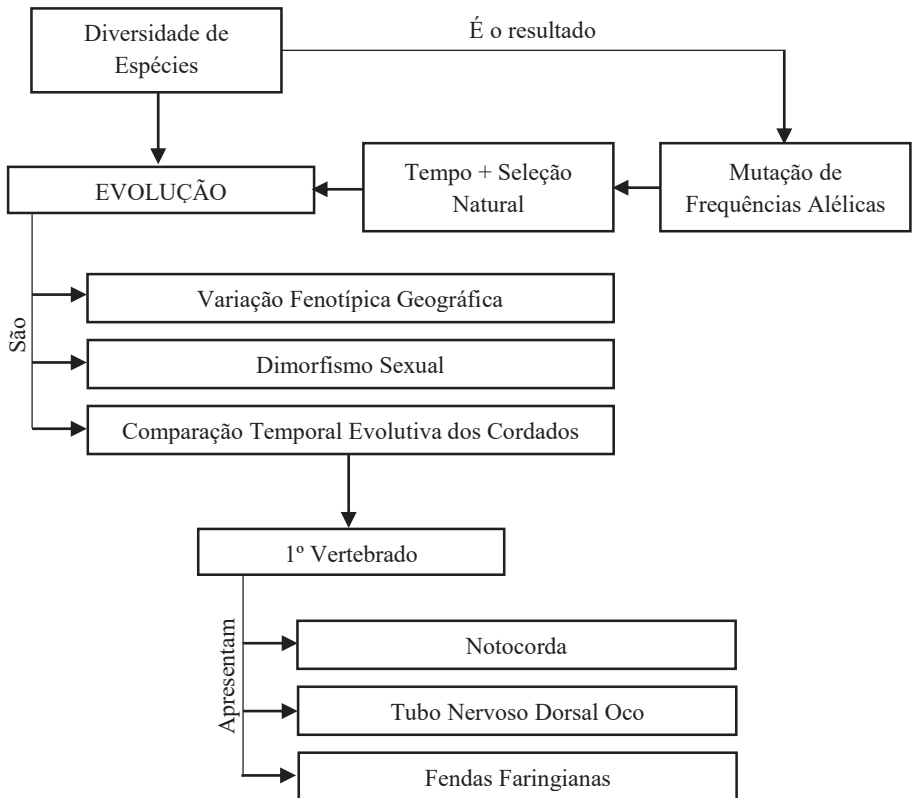 Diversidade de
Espécies
É o resultado
EVOLUÇÃO
Tempo + Seleção
Natural
Mutação de
Frequências Alélicas
São
Variação Fenotípica Geográfica
Dimorfismo Sexual
Comparação Temporal Evolutiva dos Cordados
1º Vertebrado
Apresentam
Notocorda
Tubo Nervoso Dorsal Oco
Fendas Faringianas